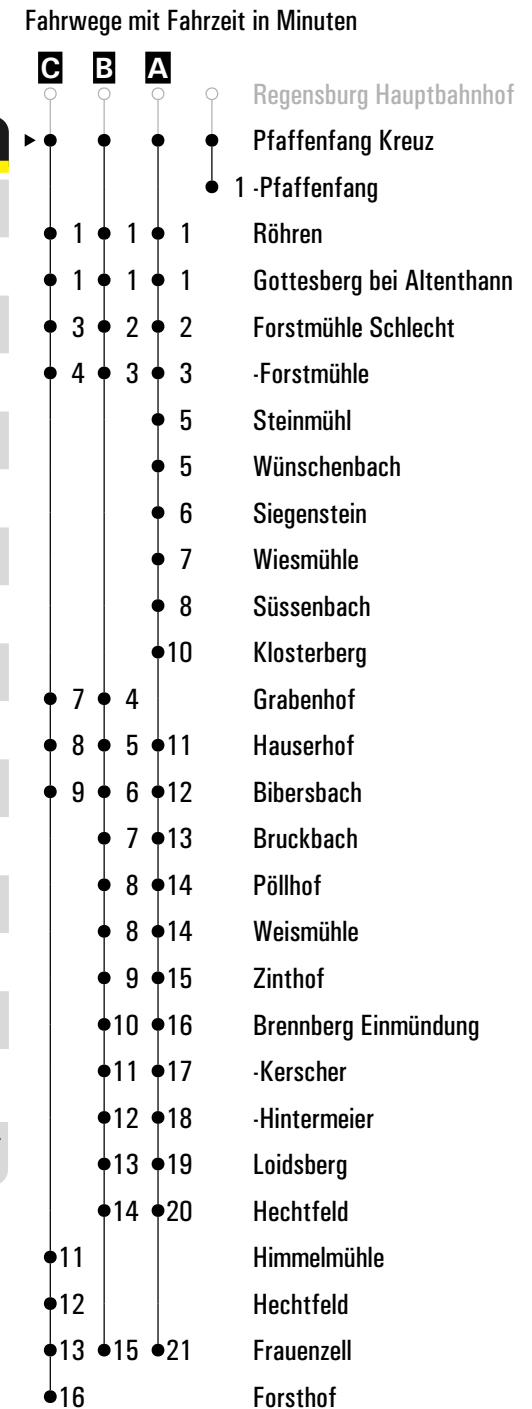 Fahrwege mit Fahrzeit in Minuten
C B A
Regensburg Hauptbahnhof
Pfaffenfang Kreuz
1 -Pfaffenfang
1 1 1 Röhren
1 1 1 Gottesberg bei Altenthann
3 2 2 Forstmühle Schlecht
4 3 3 -Forstmühle
5 Steinmühl
5 Wünschenbach
6 Siegenstein
7 Wiesmühle
8 Süssenbach
10 Klosterberg
7 4 Grabenhof
8 5 11 Hauserhof
9 6 12 Bibersbach
7 13 Bruckbach
8 14 Pöllhof
8 14 Weismühle
9 15 Zinthof
10 16 Brennberg Einmündung
11 17 -Kerscher
12 18 -Hintermeier
13 19 Loidsberg
14 20 Hechtfeld
11 Himmelmühle
12 Hechtfeld
13 15 21 Frauenzell
16 Forsthof